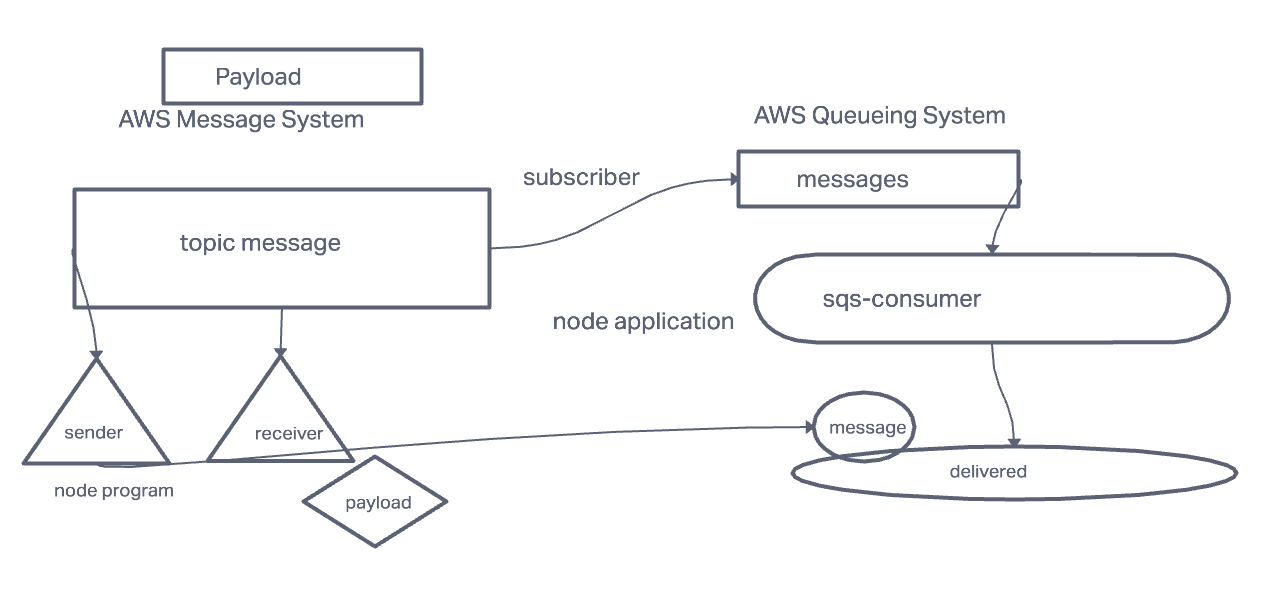 Payload
AWS Message System
AWS Queueing System
subscriber
messages
topic message
sqs-consumer
node application
sender
receiver
message
delivered
node program
payload